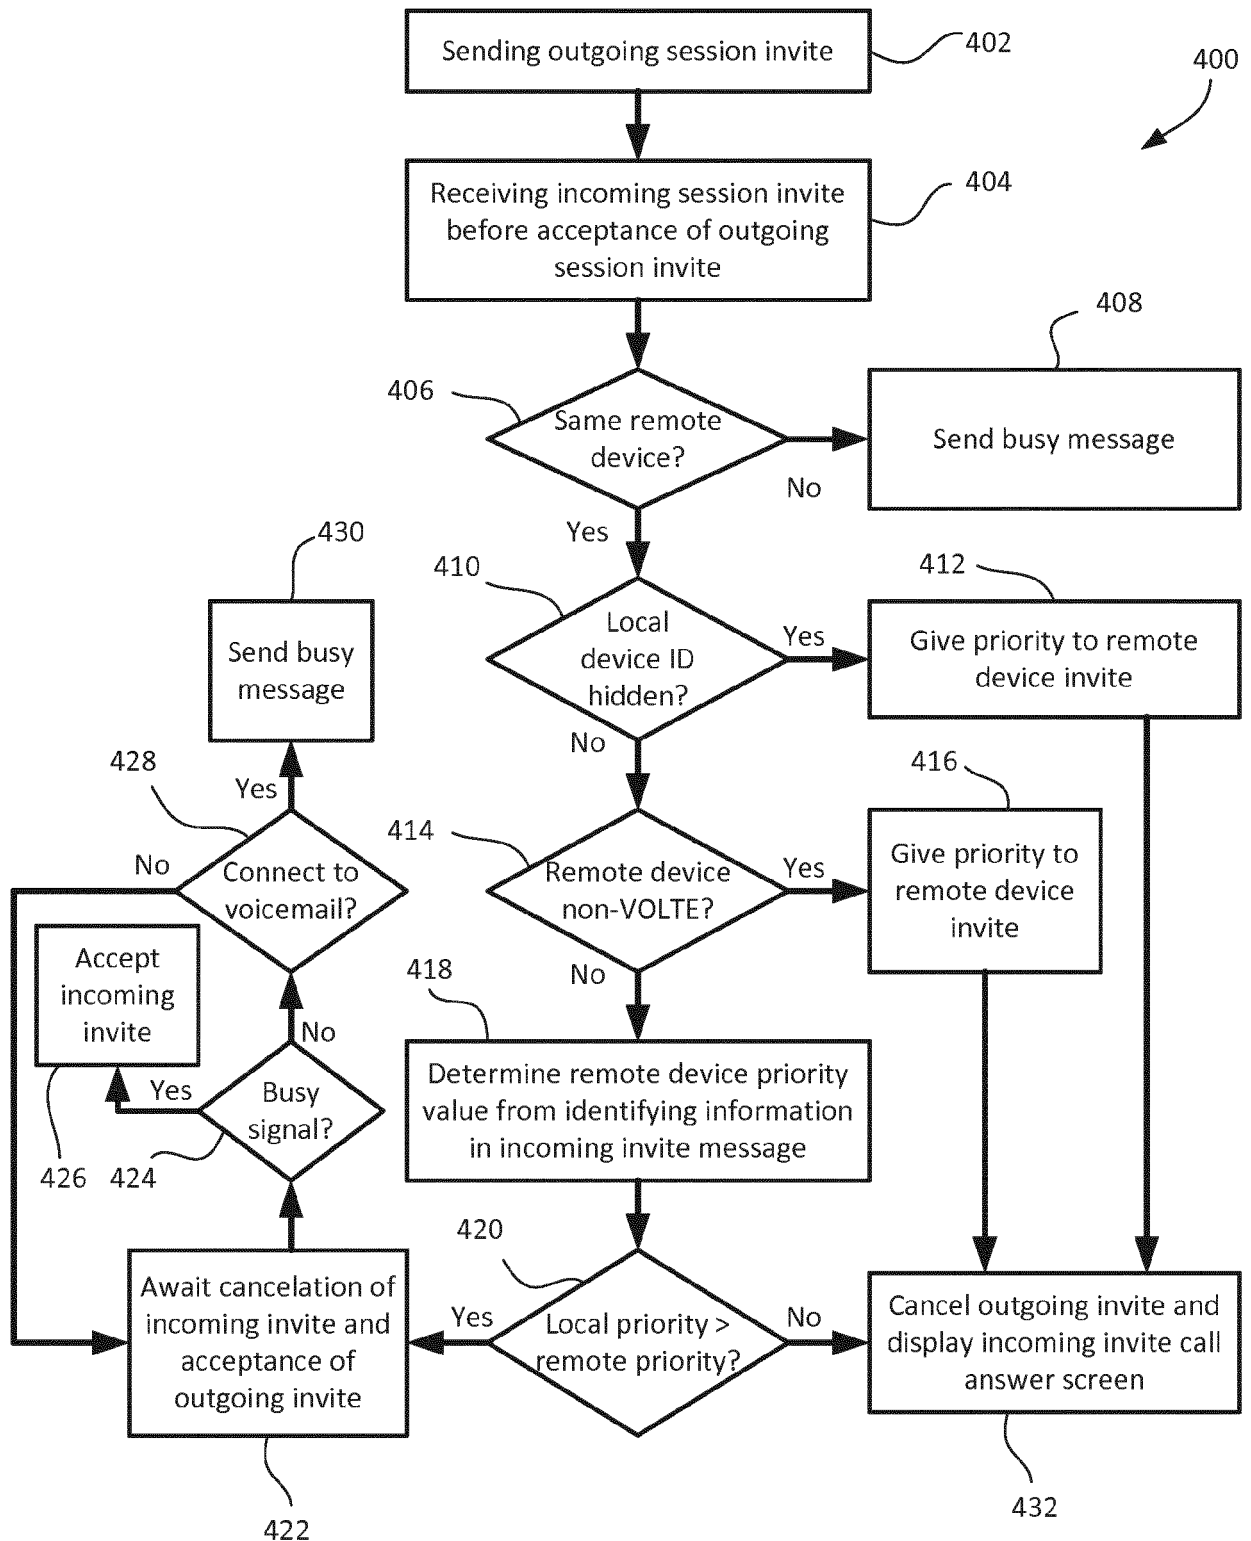 Sending outgoing session invite
402
400
Receiving incoming session invite
before acceptance of outgoing
session invite
404
408
406
Same remote
device?
Send busy message
No
Yes
430
410
412
Send busy
message
Local
device ID
hidden?
Yes
Give priority to remote
device invite
No
428
Yes
416
414
No
Connect to
voicemail?
Remote device
non-VOLTE?
Yes
Give priority to
remote device
invite
Accept
incoming
invite
No
418
No
Determine remote device priority
value from identifying information
in incoming invite message
Yes
Busy
signal?
426
424
420
Await cancelation of
incoming invite and
acceptance of
outgoing invite
Yes
Local priority >
remote priority?
No
Cancel outgoing invite and
display incoming invite call
answer screen
422
432